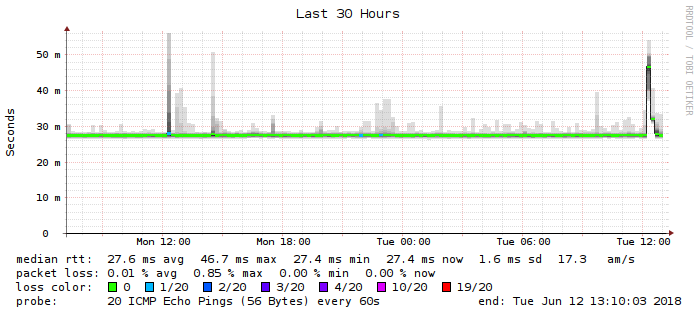 Last 30 Hours
RRDTOOL / TOBI OETIKER
Seconds
50 m
40 m
30 m
20 m
10 m
0
Mon 12:00 Mon 18:00 Tue 00:00 Tue 06:00 Tue 12:00
median rtt: 27.6 ms avg 46.7 ms max 27.4 ms min 27.4 ms now 1.6 ms sd 17.3 am/s
packet loss: 0.01 % avg 0.85 % max 0.00 % min 0.00 % now
loss color: 0 1/20 2/20 3/20 4/20 10/20 19/20
probe: 20 ICMP Echo Pings (56 Bytes) every 60s end: Tue Jun 12 13:10:03 2018